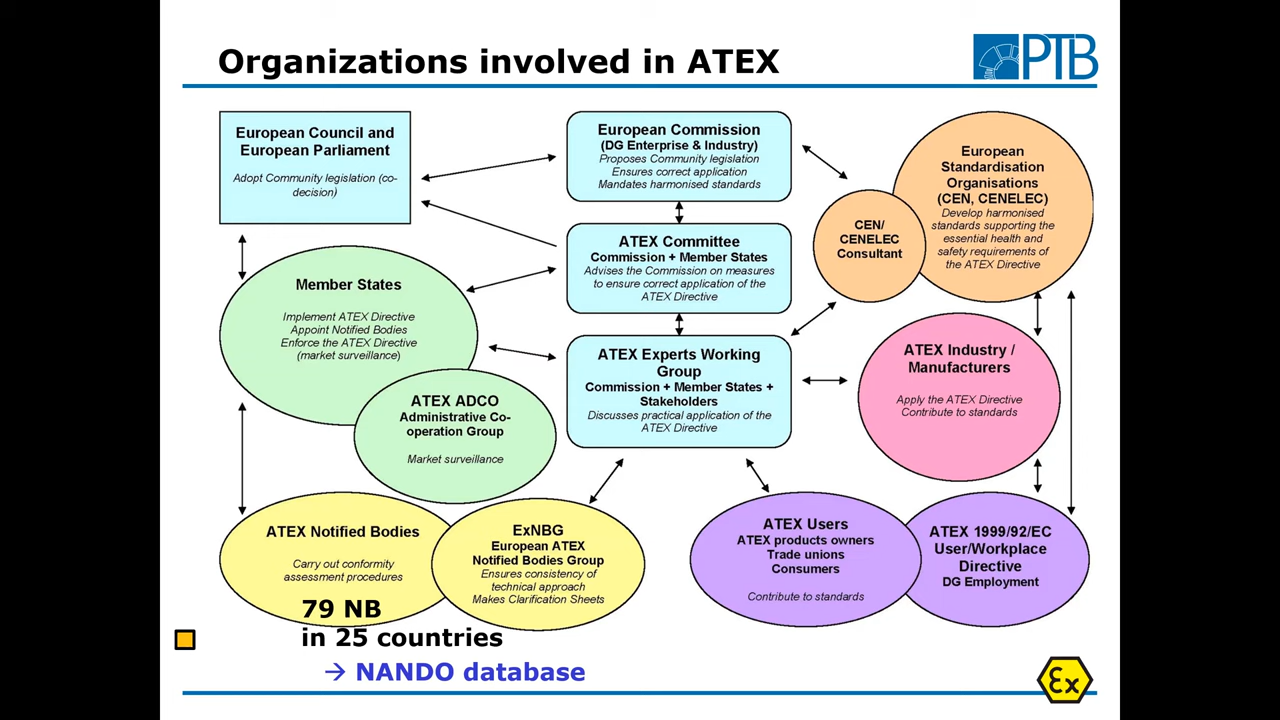 Organizations involved in ATEX
PTB
European Council and
European Parliament
Adopt Community legislation (co-
decision)
European Commission
(DG Enterprise & Industry)
Proposes Community legislation
Ensures correct application
Mandates harmonised standards
European
Standardisation
Organisations
(CEN, CENELEC)
Develop harmonised
standards supporting the
essential health and
safety requirements of
the ATEX Directive
CEN/
CENELEC
Consultant
ATEX Committee
Commission + Member States
Advises the Commission on measures
to ensure correct application of the
ATEX Directive
Member States
Implement ATEX Directive
Appoint Notified Bodies
Enforce the ATEX Directive
(market surveillance)
ATEX Experts Working
Group
Commission + Member States +
Stakeholders
Discusses practical application of the
ATEX Directive
ATEX Industry /
Manufacturers
Apply the ATEX Directive
Contribute to standards
ATEX ADCO
Administrative Co-
operation Group
Market surveillance
ATEX Notified Bodies
Carry out conformity
assessment procedures
ExNBG
European ATEX
Notified Bodies Group
Ensures consistency of
technical approach
Makes Clarification Sheets
ATEX Users
ATEX products owners
Trade unions
Consumers
Contribute to standards
ATEX 1999/92/EC
User/Workplace
Directive
DG Employment
79 NB
in 25 countries
→ NANDO database
Ex